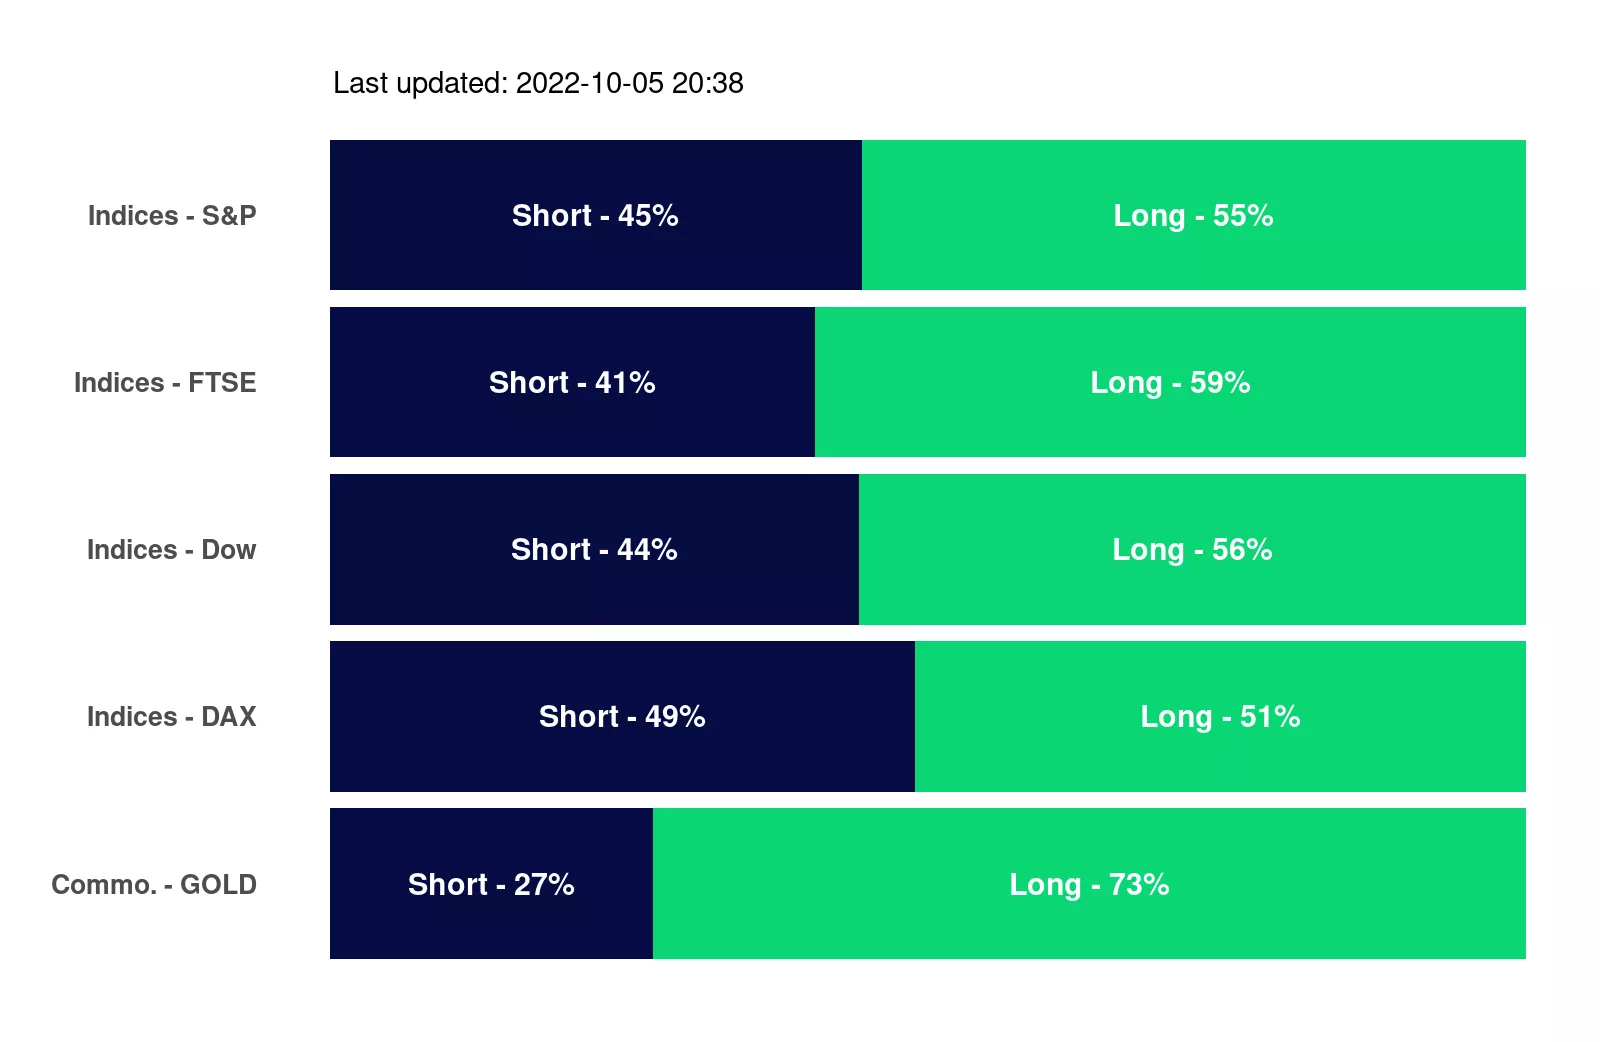 Last updated: 2022-10-05 20:38
Indices - S&P Short - 45% Long - 55%
Indices - FTSE Short - 41% Long - 59%
Indices - Dow Short - 44% Long - 56%
Indices - DAX Short - 49% Long - 51%
Commo. - GOLD Short - 27% Long - 73%